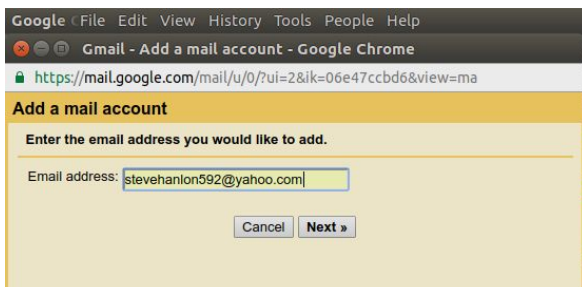 Google File Edit View History Tools People Help
Gmail - Add a mail account - Google Chrome
https://mail.google.com/mail/u/0/?ui=2&ik=06e47ccbd6&view=ma
Add a mail account
Enter the email address you would like to add.
Email address: stevehanlon592@yahoo.com
Cancel Next »